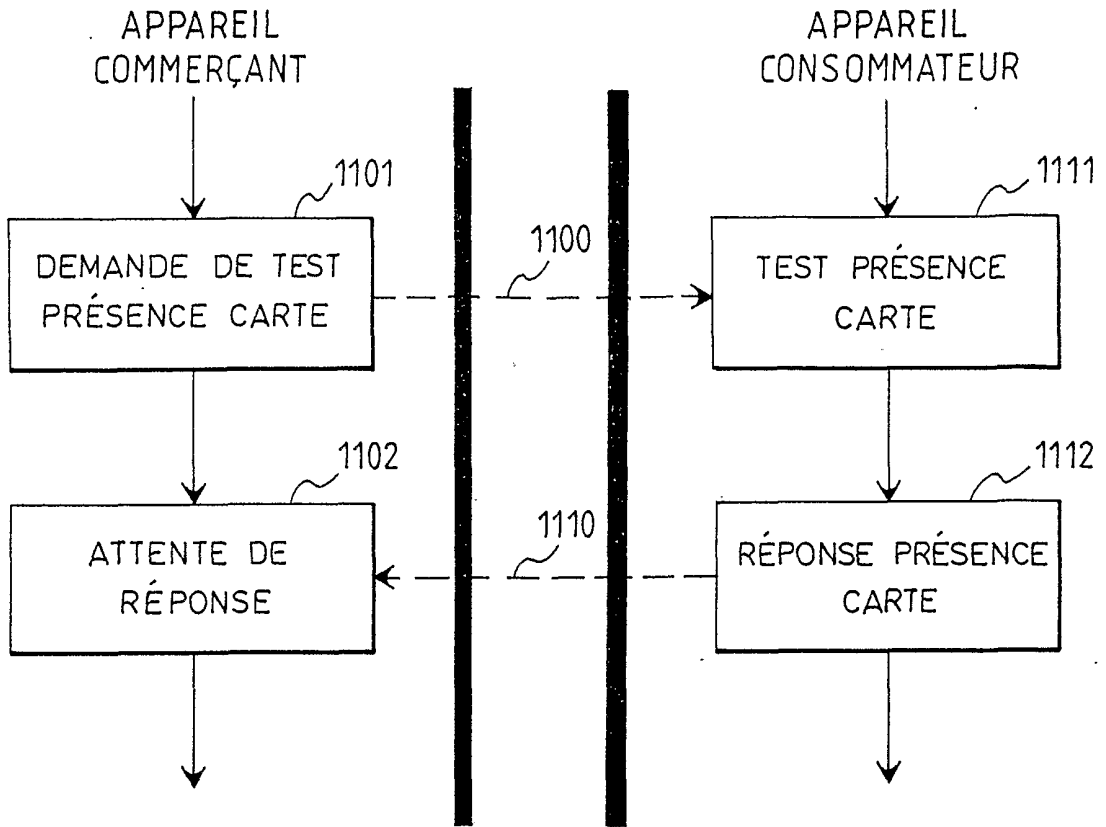 APPAREIL
COMMERÇANT
APPAREIL
CONSOMMATEUR
1101
1111
1100
DEMANDE DE TEST
PRÉSENCE CARTE
TEST PRÉSENCE
CARTE
1102
1112
1110
ATTENTE DE
RÉPONSE
RÉPONSE PRÉSENCE
CARTE